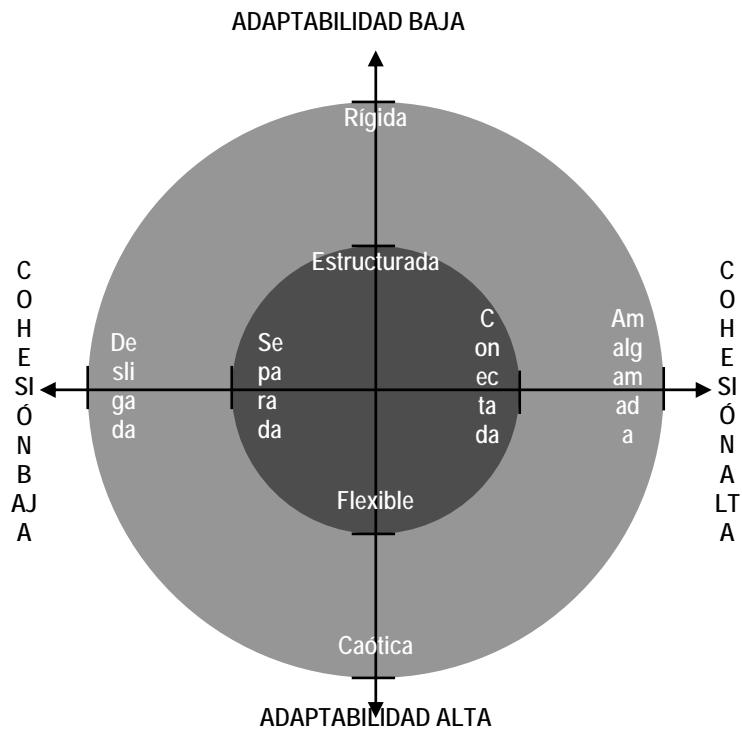 ADAPTABILIDAD BAJA
Rígida
Estructurada
C
O
H
E
SI
Ó
N B
AJ
A
De
sli
ga
da
Se
pa
ra
da
C
on
ec
ta
da
Am
alg
am
ad
a
C
O
H
E
SI
Ó
N
A
LT
A
Flexible
Caótica
ADAPTABILIDAD ALTA